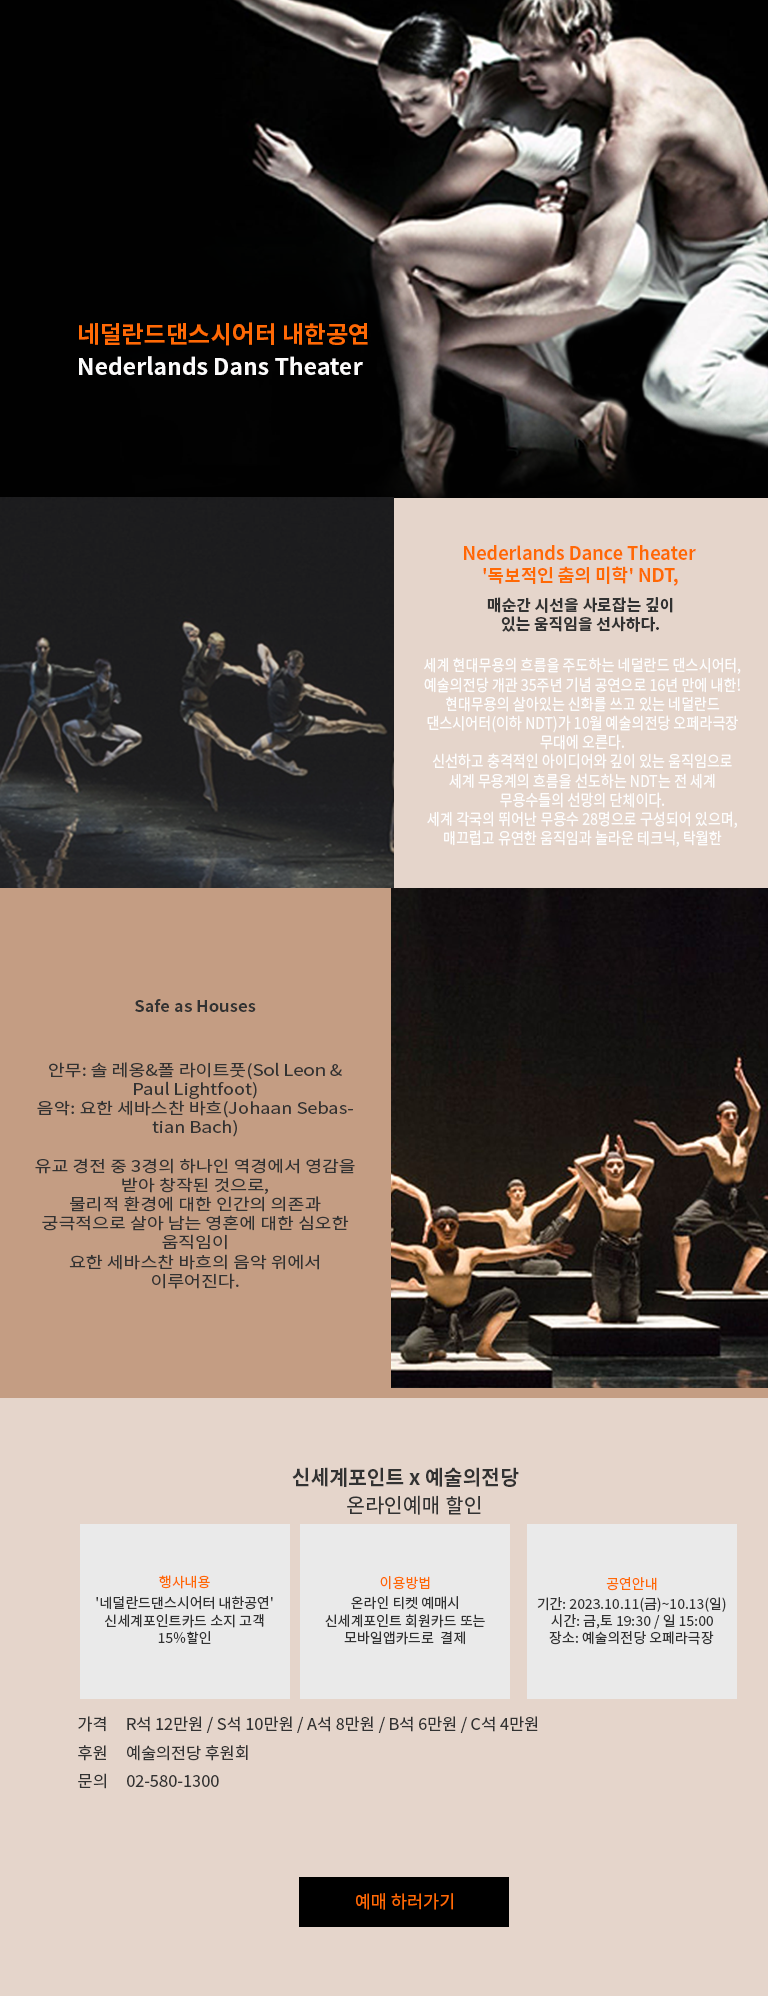 네덜란드댄스시어터 내한공연
Nederlands Dans Theater
Nederlands Dance Theater
'독보적인 춤의 미학' NDT,
매순간 시선을 사로잡는 깊이
있는 움직임을 선사하다.
세계 현대무용의 흐름을 주도하는 네덜란드 댄스시어터,
예술의전당 개관 35주년 기념 공연으로 16년 만에 내한!
현대무용의 살아있는 신화를 쓰고 있는 네덜란드
댄스시어터(이하 NDT)가 10월 예술의전당 오페라극장
무대에 오른다.
신선하고 충격적인 아이디어와 깊이 있는 움직임으로
세계 무용계의 흐름을 선도하는 NDT는 전 세계
무용수들의 선망의 단체이다.
세계 각국의 뛰어난 무용수 28명으로 구성되어 있으며,
매끄럽고 유연한 움직임과 놀라운 테크닉, 탁월한
Safe as Houses
안무: 솔 레옹&폴 라이트풋(Sol Leon &
Paul Lightfoot)
음악: 요한 세바스찬 바흐(Johaan Sebas-
tian Bach)
유교 경전 중 3경의 하나인 역경에서 영감을
받아 창작된 것으로,
물리적 환경에 대한 인간의 의존과
궁극적으로 살아 남는 영혼에 대한 심오한
움직임이
요한 세바스찬 바흐의 음악 위에서
이루어진다.
신세계포인트 x 예술의전당
온라인예매 할인
행사내용
'네덜란드댄스시어터 내한공연'
신세계포인트카드 소지 고객
15%할인
이용방법
온라인 티켓 예매시
신세계포인트 회원카드 또는
모바일앱카드로 결제
공연안내
기간: 2023.10.11(금)~10.13(일)
시간: 금,토 19:30 / 일 15:00
장소: 예술의전당 오페라극장
가격 R석 12만원 / S석 10만원 / A석 8만원 / B석 6만원 / C석 4만원
후원 예술의전당 후원회
문의 02-580-1300
예매 하러가기